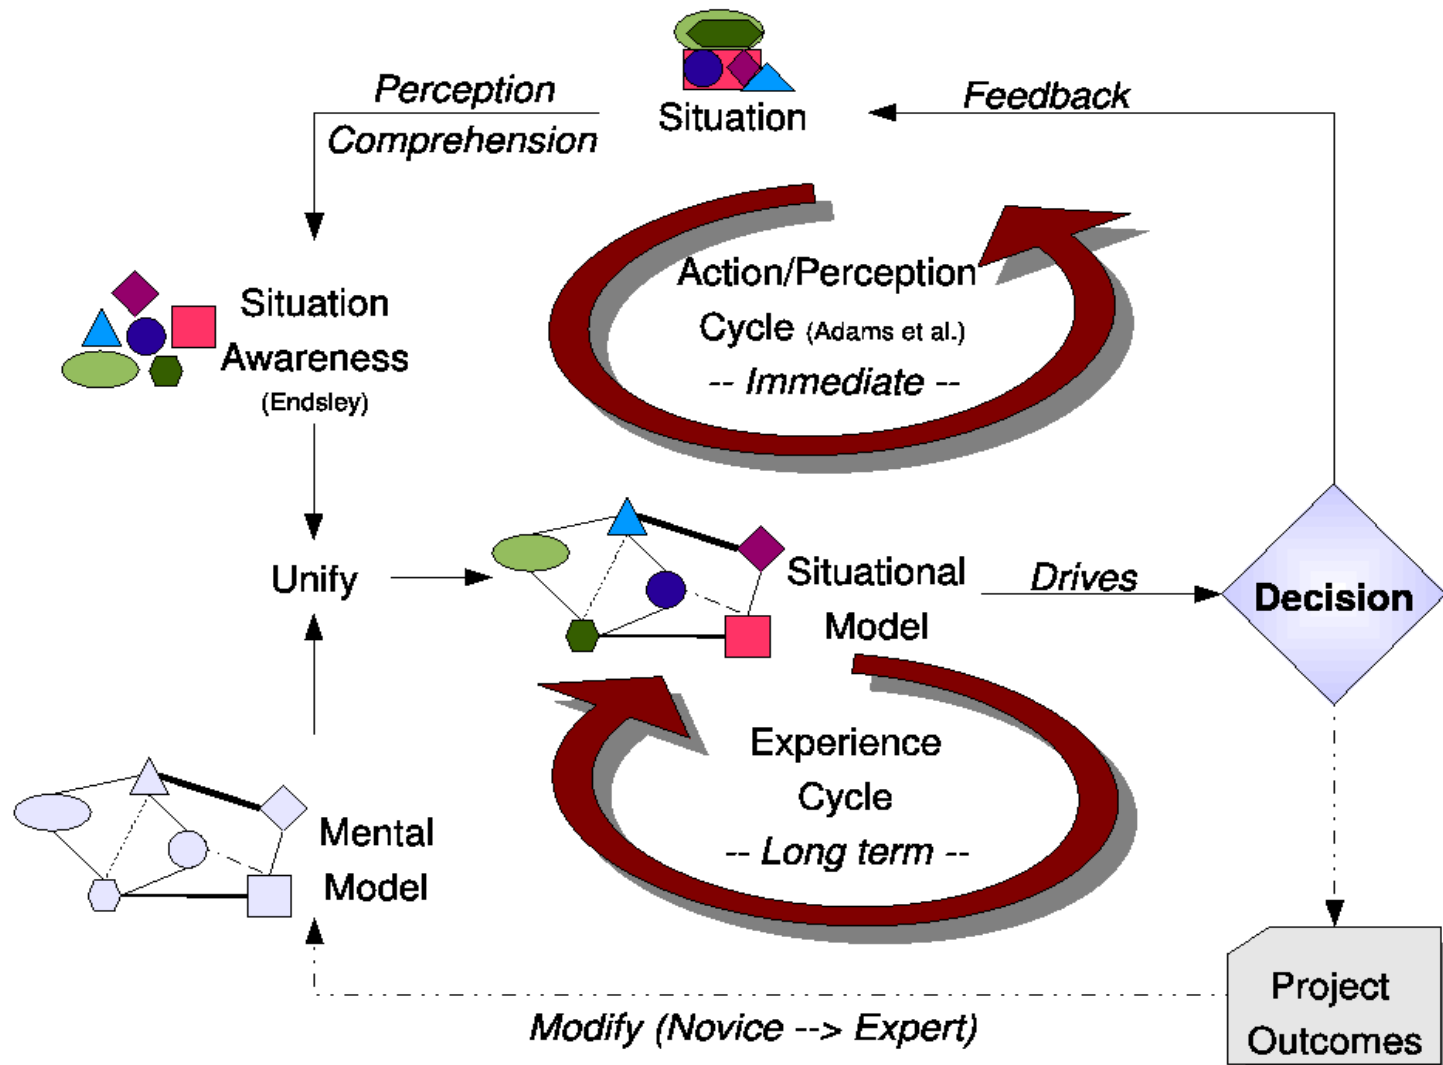 Situation
Perception
Comprehension
Feedback
Situation
Awareness
(Endsley)
Action/Perception
Cycle (Adams et al.)
-- Immediate --
Unify
Situational
Model
Drives
Decision
Experience
Cycle
-- Long term --
Mental
Model
Modify (Novice --> Expert)
Project
Outcomes